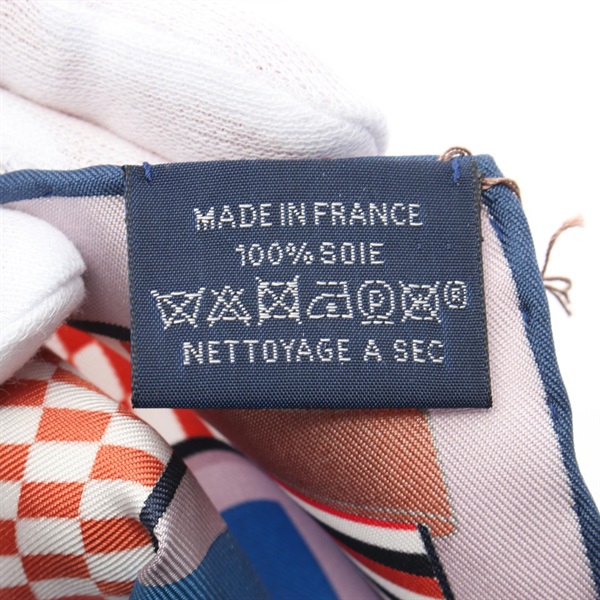 MADE IN FRANCE
100% SOIE
P ®
NETTOYAGE A SEC